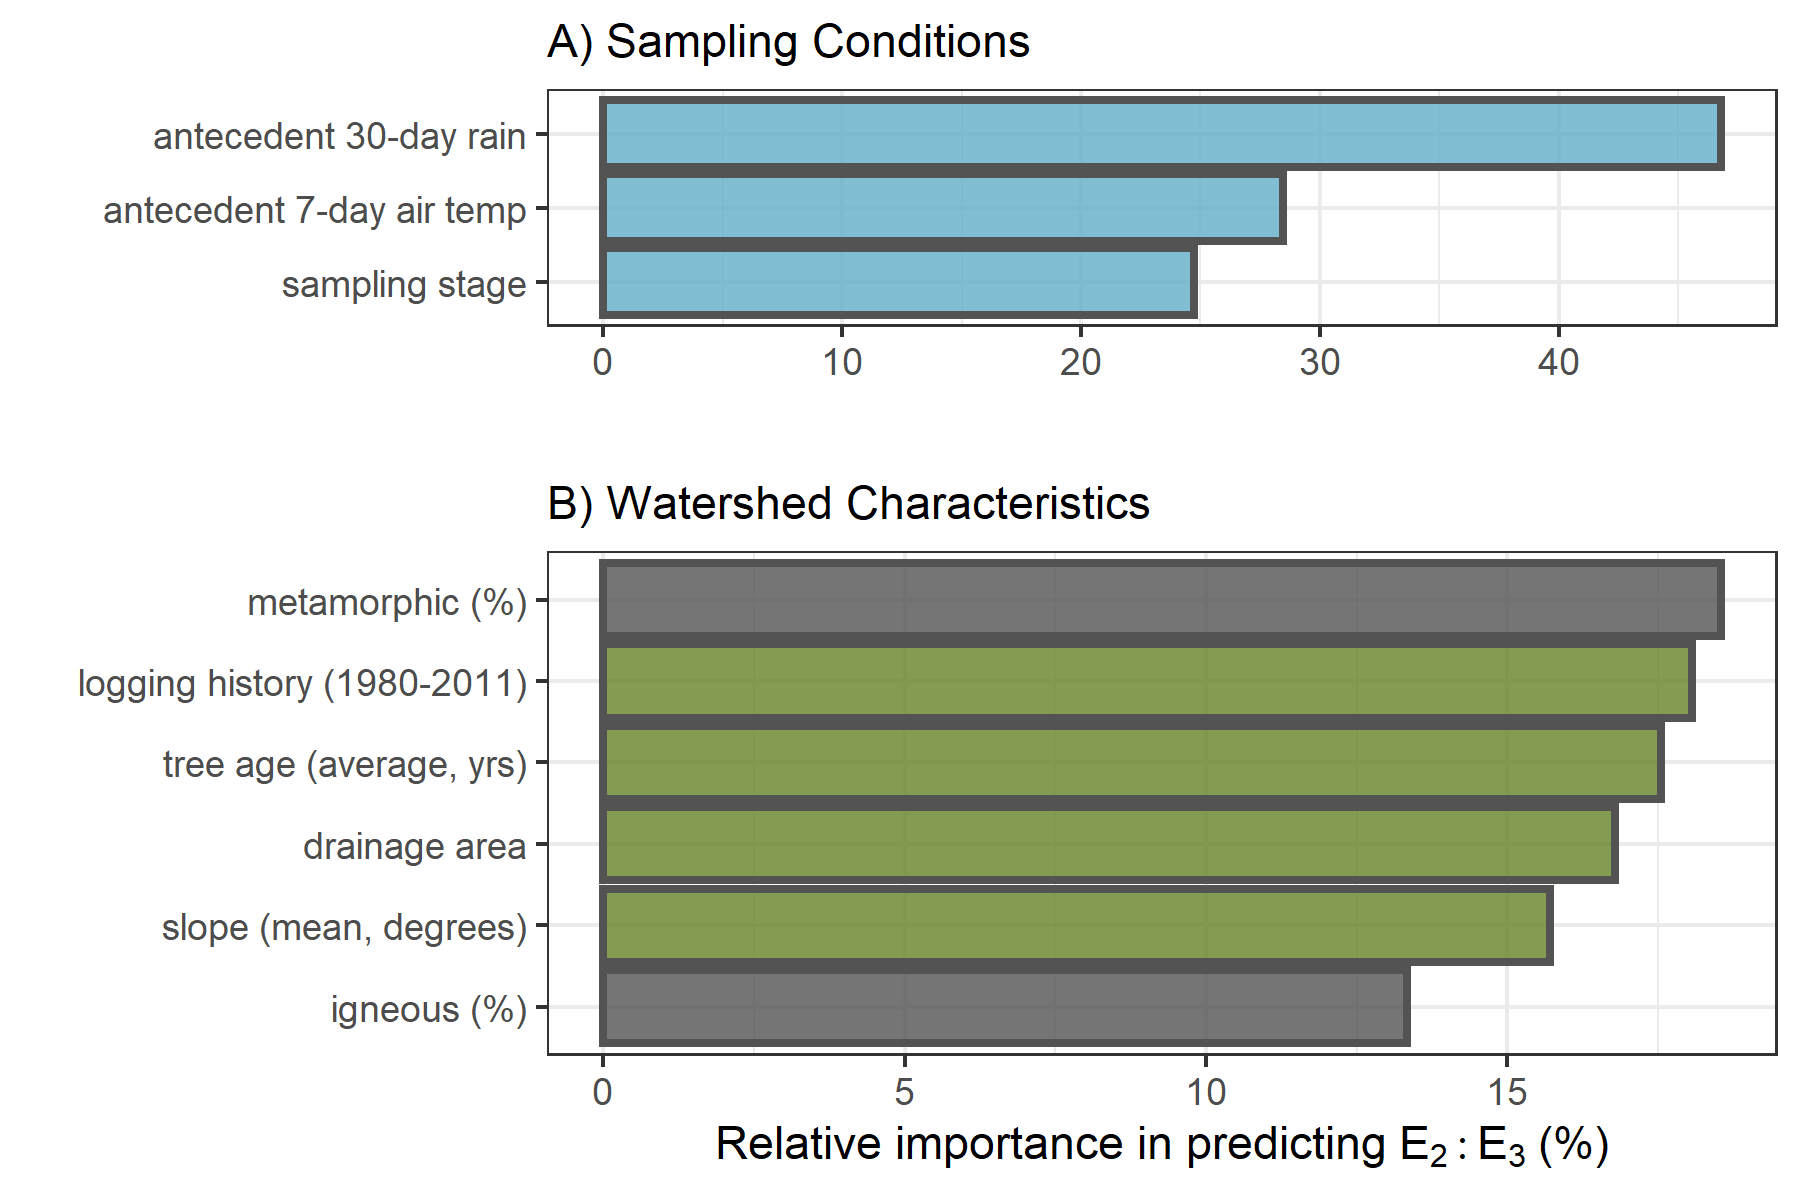 A) Sampling Conditions
antecedent 30-day rain
antecedent 7-day air temp
sampling stage
0 10 20 30 40
B) Watershed Characteristics
metamorphic (%)
logging history (1980-2011)
tree age (average, yrs)
drainage area
slope (mean, degrees)
igneous (%)
0 5 10 15
Relative importance in predicting E₂ : E₃ (%)